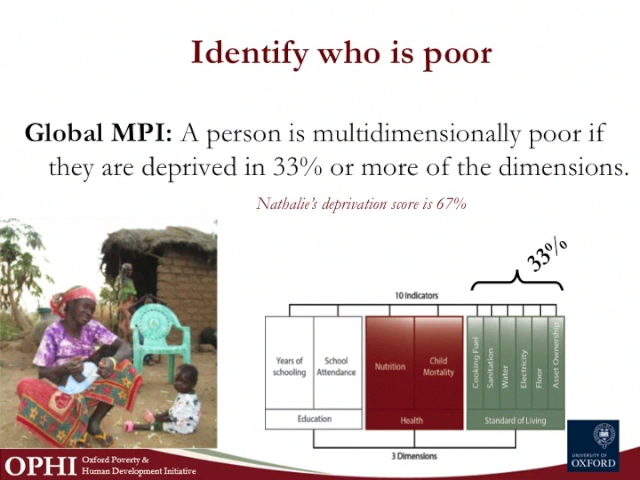 Identify who is poor
Global MPI: A person is multidimensionally poor if
they are deprived in 33% or more of the dimensions.
Nathalie's deprivation score is 67%
33%
10 Indicators
Years of
schooling
School
Attendance
Nutrition
Child
Mortality
Cooking Fuel
Sanitation
Water
Electricity
Floor
Asset Ownership
Education
Health
Standard of Living
3 Dimensions
OPHI
Oxford Poverty &
Human Development Initiative
UNIVERSITY OF
OXFORD